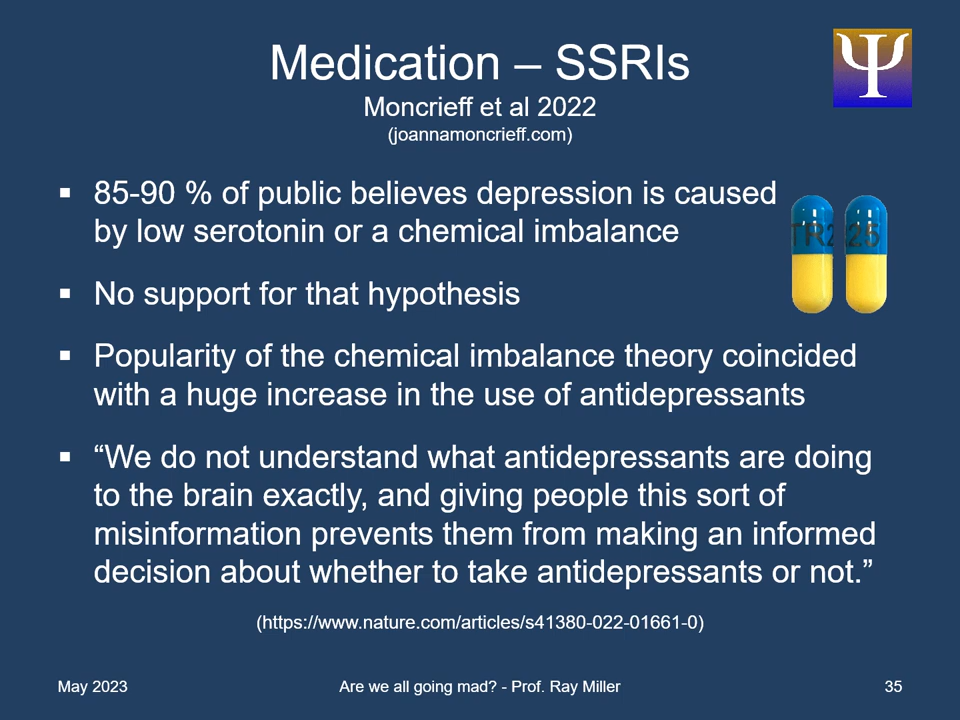 Medication – SSRIs
Ψ
Moncrieff et al 2022
(joannamoncrieff.com)
▪ 85-90 % of public believes depression is caused
by low serotonin or a chemical imbalance
TR2 25
▪ No support for that hypothesis
▪ Popularity of the chemical imbalance theory coincided
with a huge increase in the use of antidepressants
▪ “We do not understand what antidepressants are doing
to the brain exactly, and giving people this sort of
misinformation prevents them from making an informed
decision about whether to take antidepressants or not.”
(https://www.nature.com/articles/s41380-022-01661-0)
May 2023 Are we all going mad? - Prof. Ray Miller 35